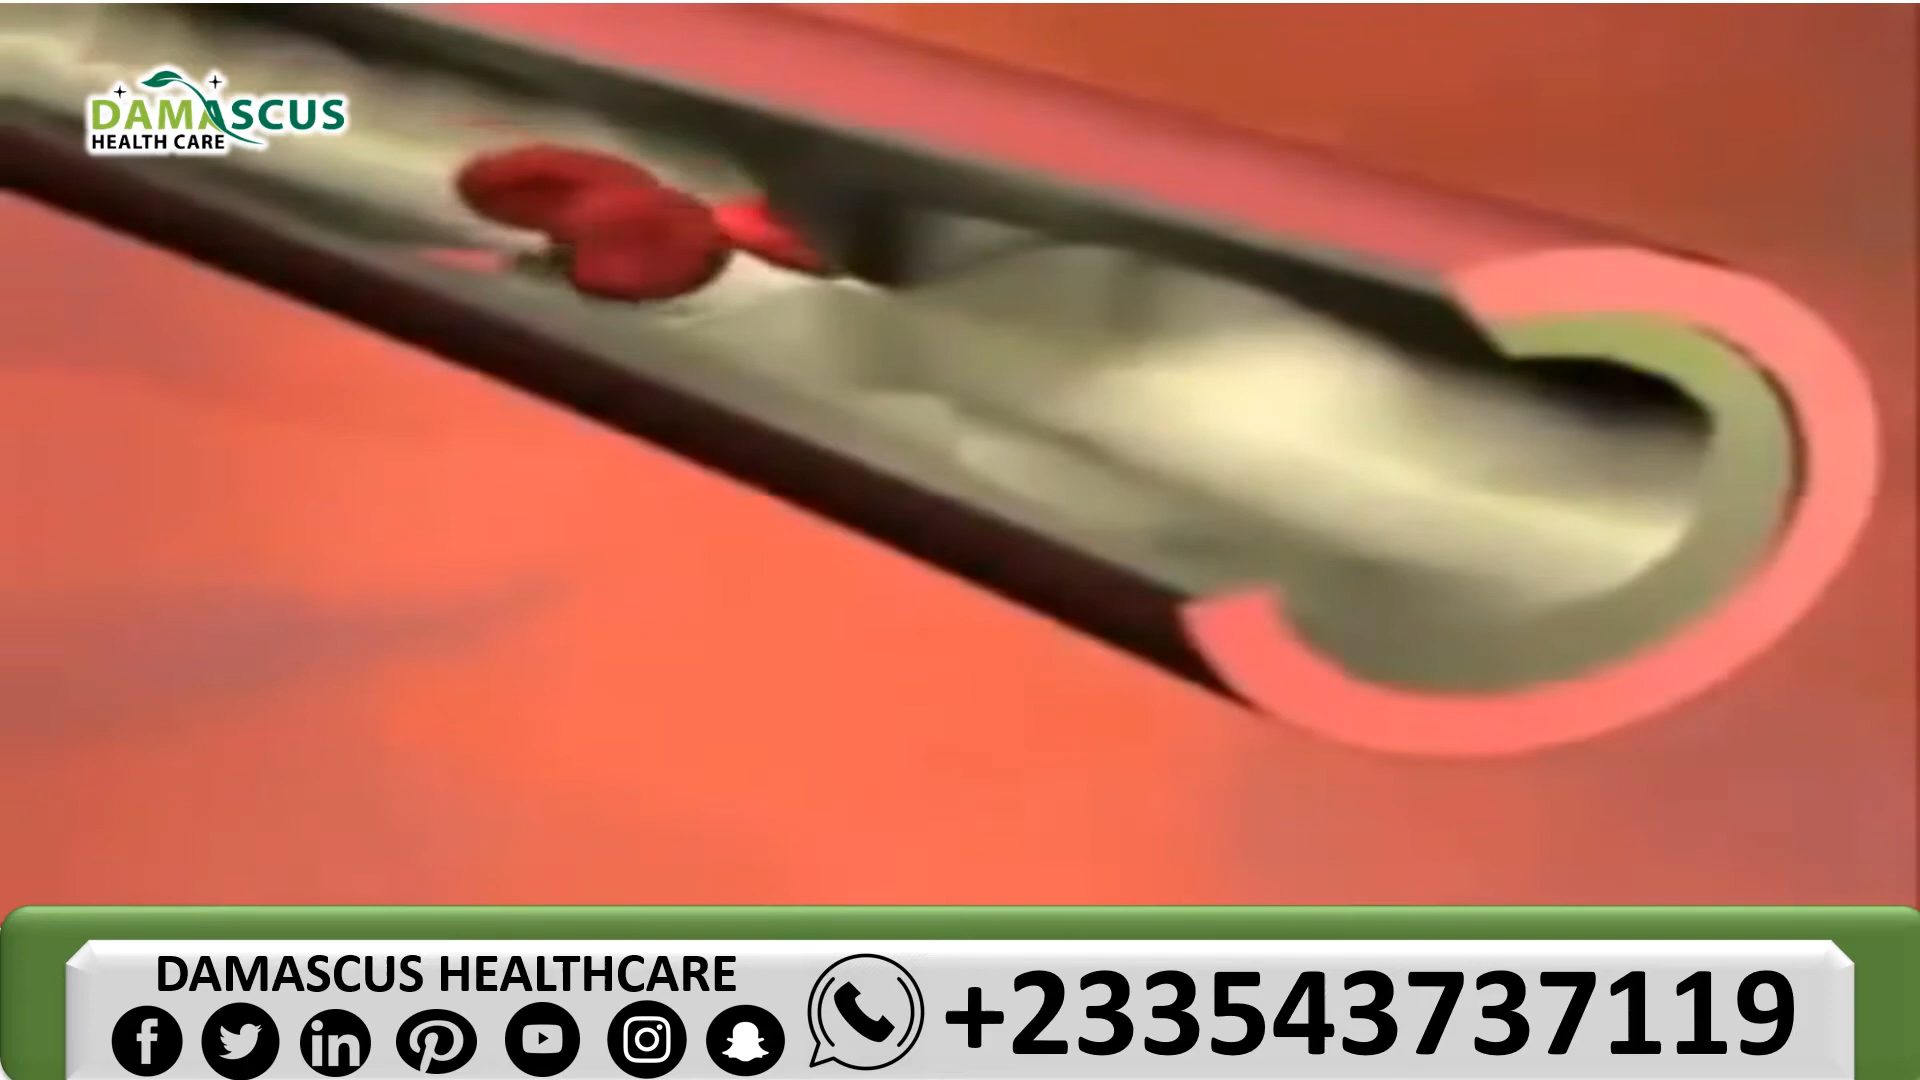 DAMASCUS
HEALTH CARE
DAMASCUS HEALTHCARE
+233543737119